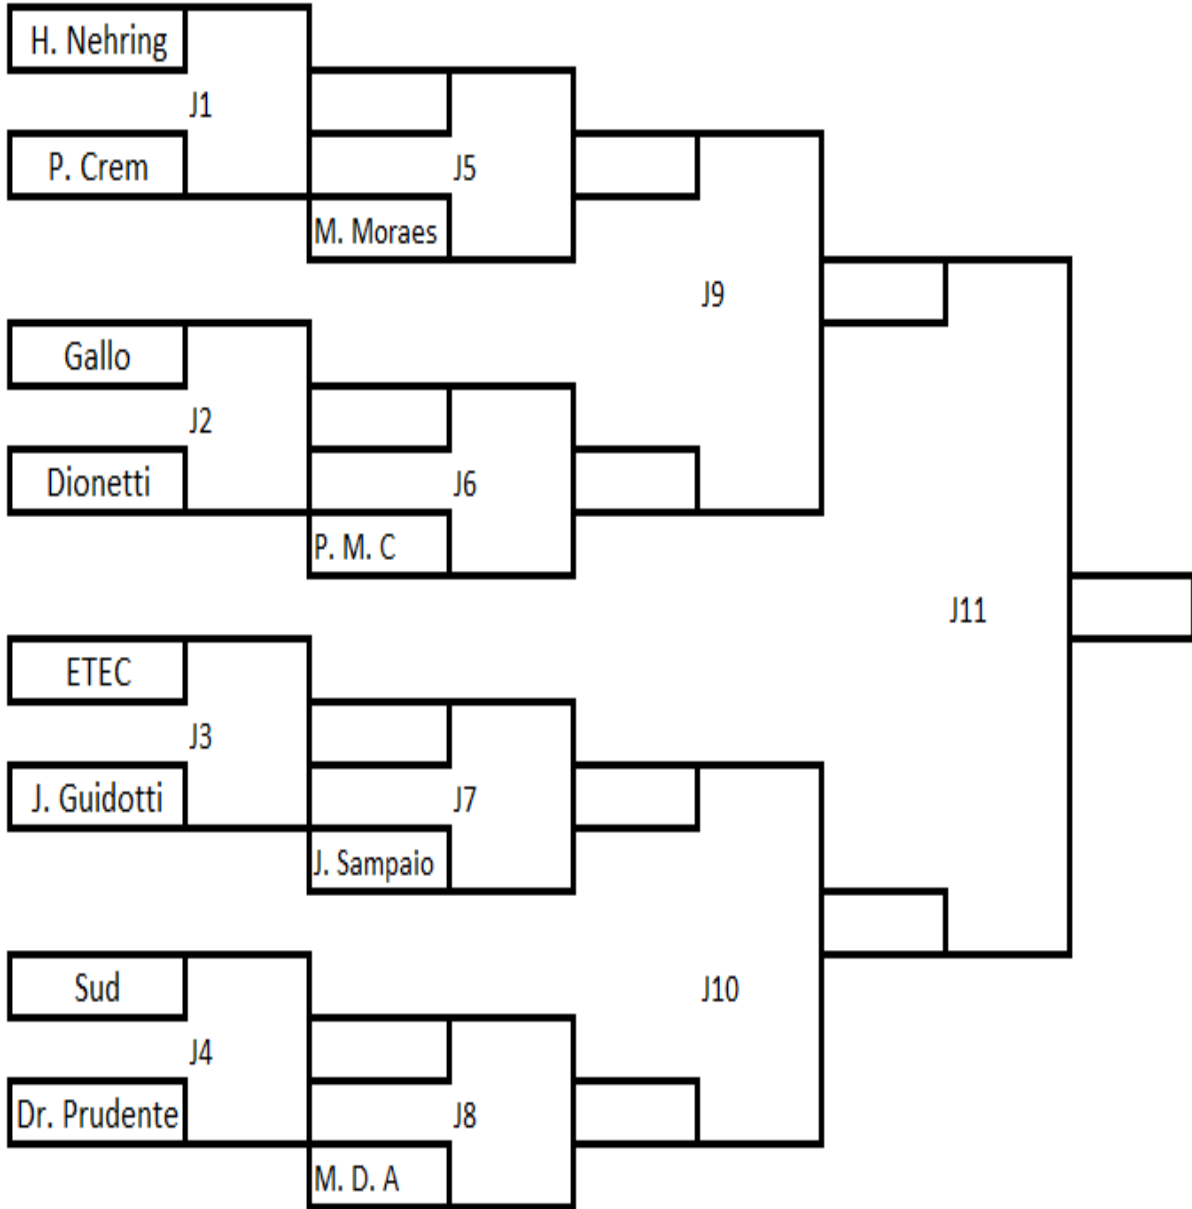 H. Nehring
J1
P. Crem
J5
M. Moraes
J9
Gallo
J2
Dionetti
J6
P. M. C
J11
ETEC
J3
J. Guidotti
J7
J. Sampaio
J10
Sud
J4
Dr. Prudente
J8
M. D. A